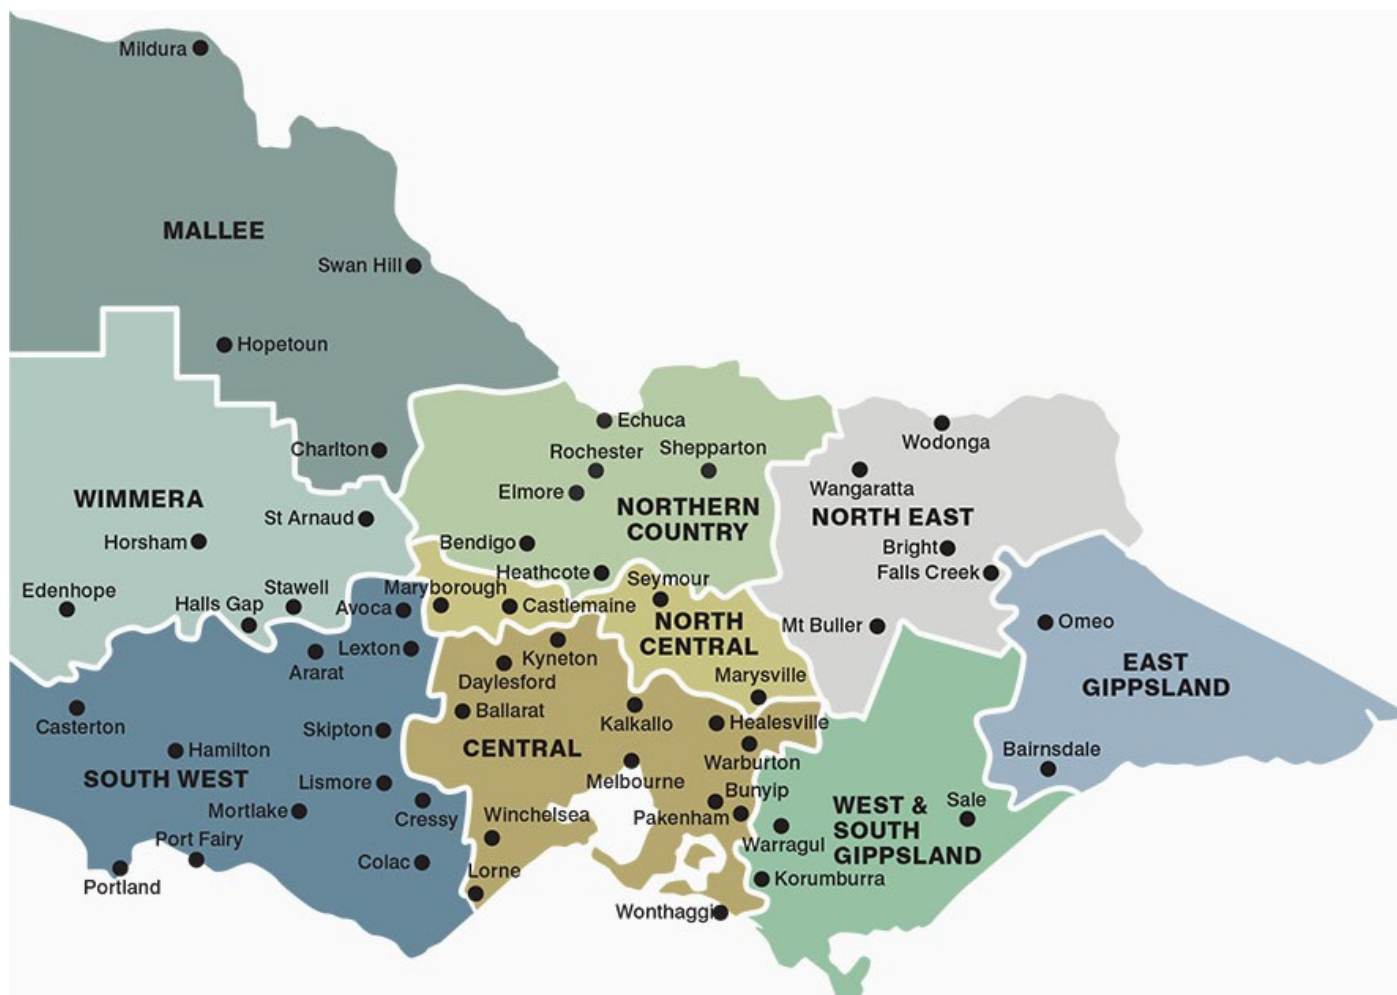 Mildura
MALLEE
Swan Hill
Hopetoun
Charlton
Echuca
Rochester
Shepparton
Elmore
NORTHERN
COUNTRY
Bendigo
Heathcote
Wodonga
Wangaratta
NORTH EAST
Bright
Falls Creek
Mt Buller
WIMMERA
St Arnaud
Horsham
Edenhope
Halls Gap
Stawell
Avoca
Maryborough
Castlemaine
Seymour
NORTH
CENTRAL
Marysville
Omeo
EAST
GIPPSLAND
Bairnsdale
Lexton
Ararat
Casterton
Skipton
Hamilton
SOUTH WEST
Lismore
Mortlake
Cressy
Port Fairy
Colac
Portland
Kyneton
Daylesford
Ballarat
Kalkallo
Healesville
CENTRAL
Warburton
Melbourne
Bunyip
Pakenham
Winchelsea
Lorne
Wonthaggi
WEST &
SOUTH
GIPPSLAND
Sale
Warragul
Korumburra